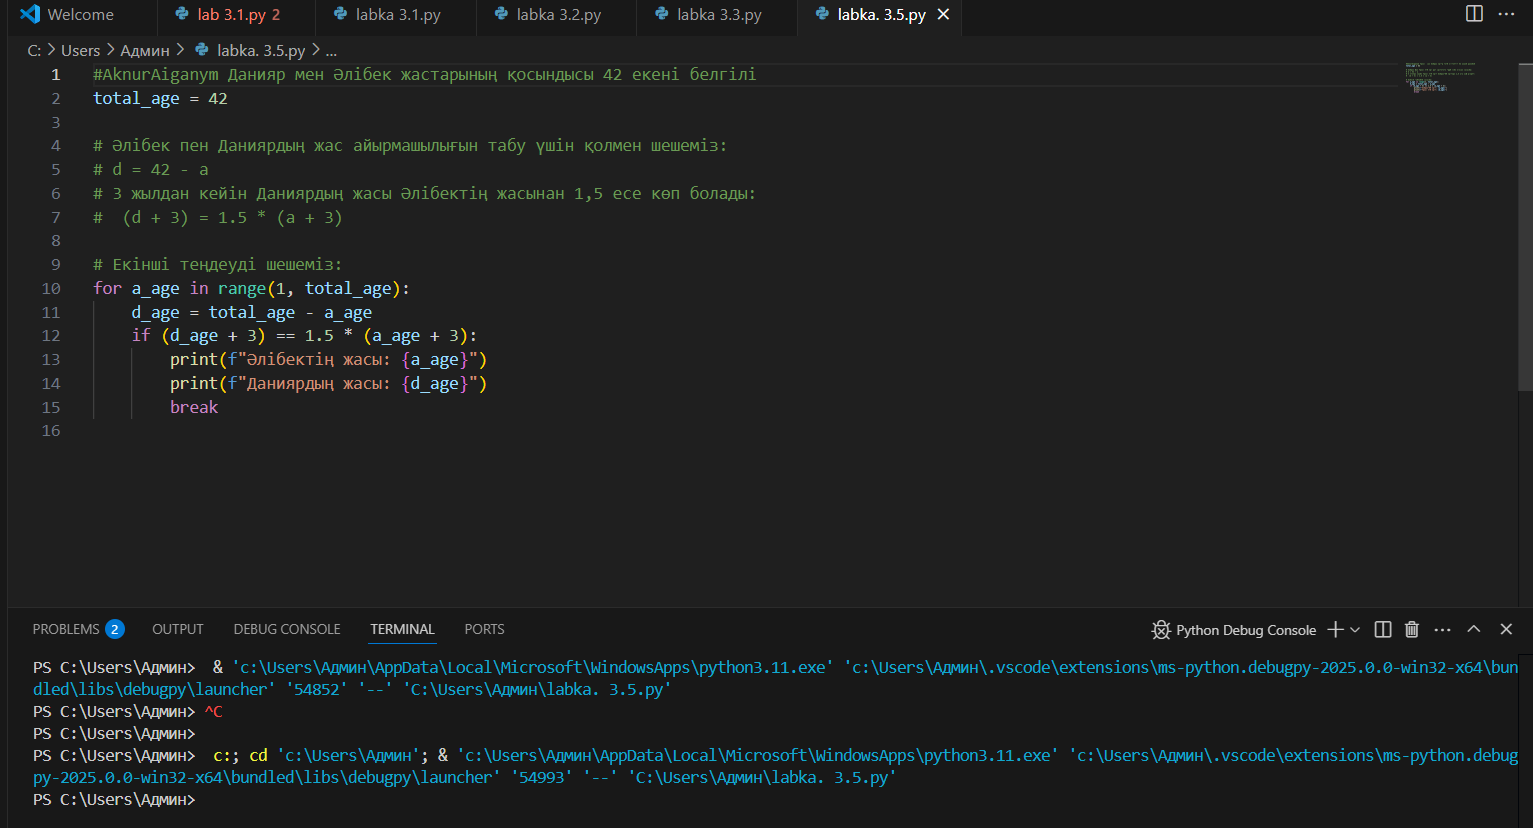 Welcome lab 3.1.py 2 labka 3.1.py labka 3.2.py labka 3.3.py labka. 3.5.py
C: > Users > Админ > labka. 3.5.py > ...
1 #AknurAiganym Данияр мен Әлібек жастарының қосындысы 42 екені белгілі
2 total_age = 42
3
4 # Әлібек пен Даниярдың жас айырмашылығын табу үшін қолмен шешеміз:
5 # d = 42 - a
6 # 3 жылдан кейін Даниярдың жасы Әлібектің жасынан 1,5 есе көп болады:
7 #  (d + 3) = 1.5 * (a + 3)
8
9 # Екінші теңдеуді шешеміз:
10 for a_age in range(1, total_age):
11     d_age = total_age - a_age
12     if (d_age + 3) == 1.5 * (a_age + 3):
13         print(f"Әлібектің жасы: {a_age}")
14         print(f"Даниярдың жасы: {d_age}")
15         break
16
PROBLEMS 2 OUTPUT DEBUG CONSOLE TERMINAL PORTS Python Debug Console
PS C:\Users\Админ>  & 'c:\Users\Админ\AppData\Local\Microsoft\WindowsApps\python3.11.exe' 'c:\Users\Админ\.vscode\extensions\ms-python.debugpy-2025.0.0-win32-x64\bun
dled\libs\debugpy\launcher' '54852' '--' 'C:\Users\Админ\labka. 3.5.py'
PS C:\Users\Админ> ^C
PS C:\Users\Админ>
PS C:\Users\Админ>  c:; cd 'c:\Users\Админ'; & 'c:\Users\Админ\AppData\Local\Microsoft\WindowsApps\python3.11.exe' 'c:\Users\Админ\.vscode\extensions\ms-python.debug
py-2025.0.0-win32-x64\bundled\libs\debugpy\launcher' '54993' '--' 'C:\Users\Админ\labka. 3.5.py'
PS C:\Users\Админ>